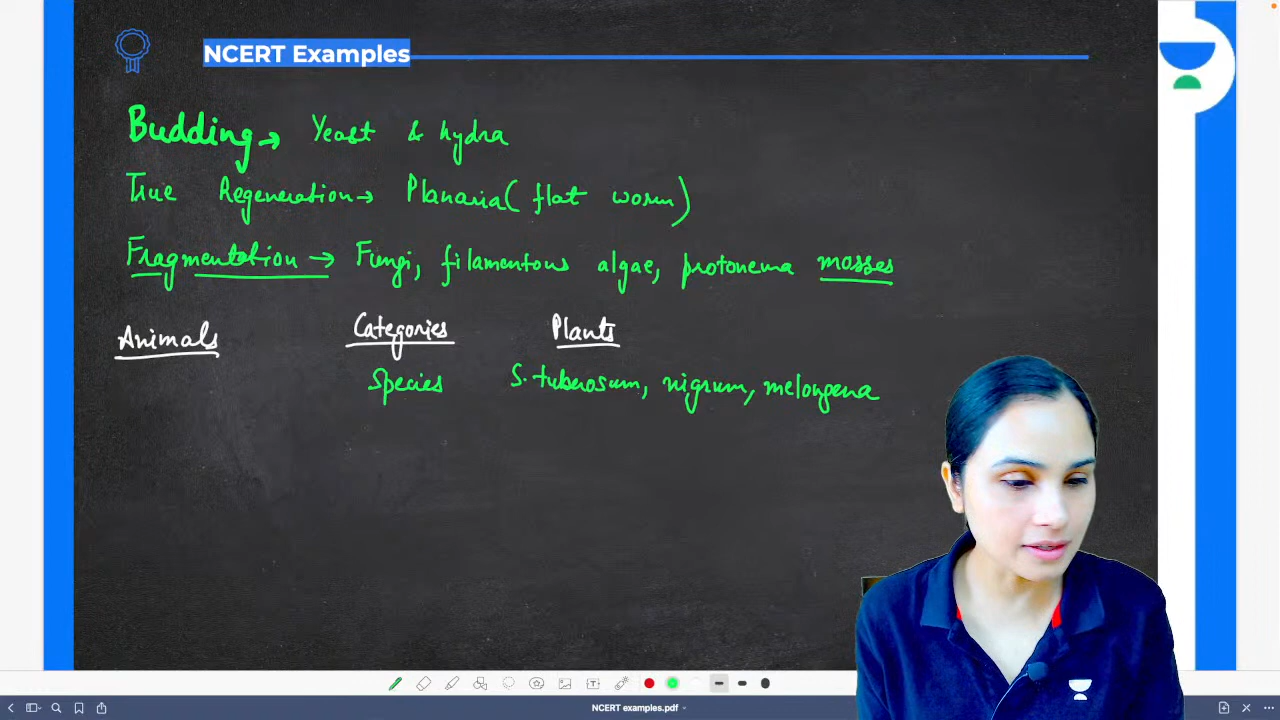 NCERT Examples
Budding → Yeast & hydra
True Regeneration → Planaria (flat worm)
Fragmentation → Fungi, filamentous algae, protonema mosses
Animals Categories Plants
Species S. tuberosum, nigrum, melongena
NCERT examples.pdf